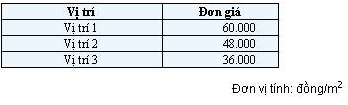 Vị trí Đơn giá
Vị trí 1 60.000
Vị trí 2 48.000
Vị trí 3 36.000
Đơn vị tính: đồng/m²